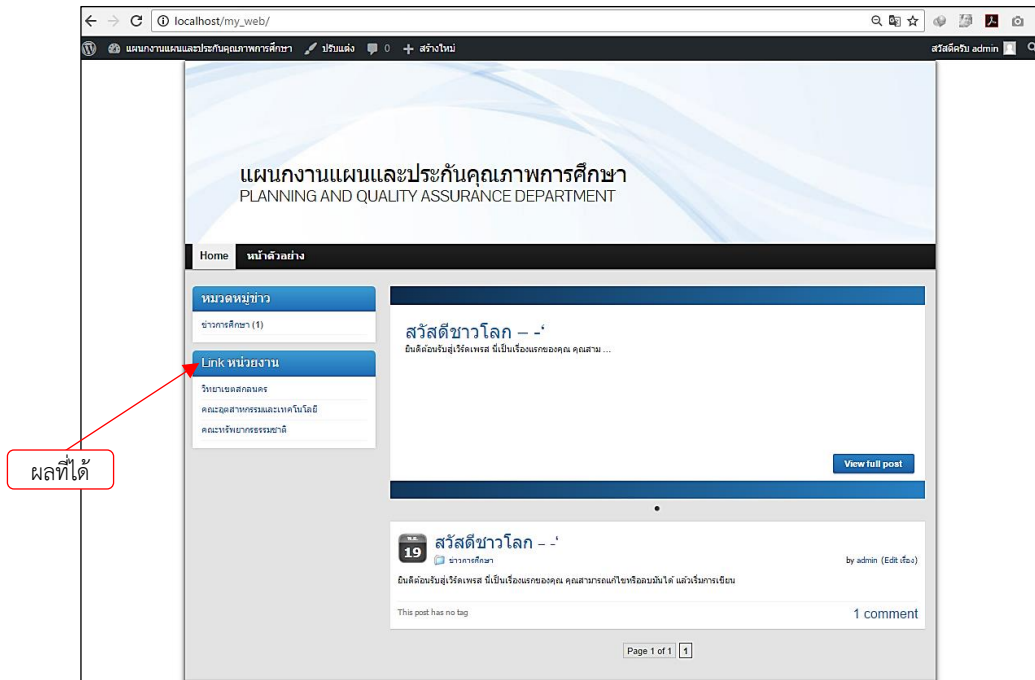 localhost/my_web/
แผนกงานแผนและประกันคุณภาพการศึกษา ปรับแต่ง 0 + สร้างใหม่ สวัสดีครับ admin
แผนกงานแผนและประกันคุณภาพการศึกษา
PLANNING AND QUALITY ASSURANCE DEPARTMENT
Home หน้าตัวอย่าง
หมวดหมู่ข่าว
ข่าวการศึกษา (1)
Link หน่วยงาน
วิทยาเขตสกลนคร
คณะอุตสาหกรรมและเทคโนโลยี
คณะทรัพยากรธรรมชาติ
ผลที่ได้
สวัสดีชาวโลก – -‘
ยินดีต้อนรับสู่เวิร์ดเพรส นี่เป็นเรื่องแรกของคุณ คุณสาม ...
View full post
พ.ย.
19
สวัสดีชาวโลก – -‘
ข่าวการศึกษา
by admin (Edit เรื่อง)
ยินดีต้อนรับสู่เวิร์ดเพรส นี่เป็นเรื่องแรกของคุณ คุณสามารถแก้ไขหรือลบมันได้ แล้วเริ่มการเขียน
This post has no tag
1 comment
Page 1 of 1 1